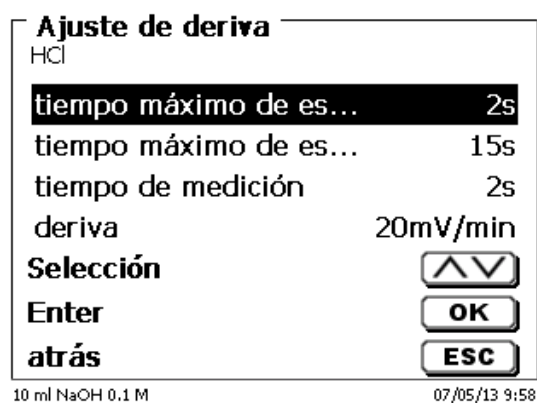 Ajuste de deriva
HCl
tiempo máximo de es... 2s
tiempo máximo de es... 15s
tiempo de medición 2s
deriva 20mV/min
Selección
Enter OK
atrás ESC
10 ml NaOH 0.1 M 07/05/13 9:58